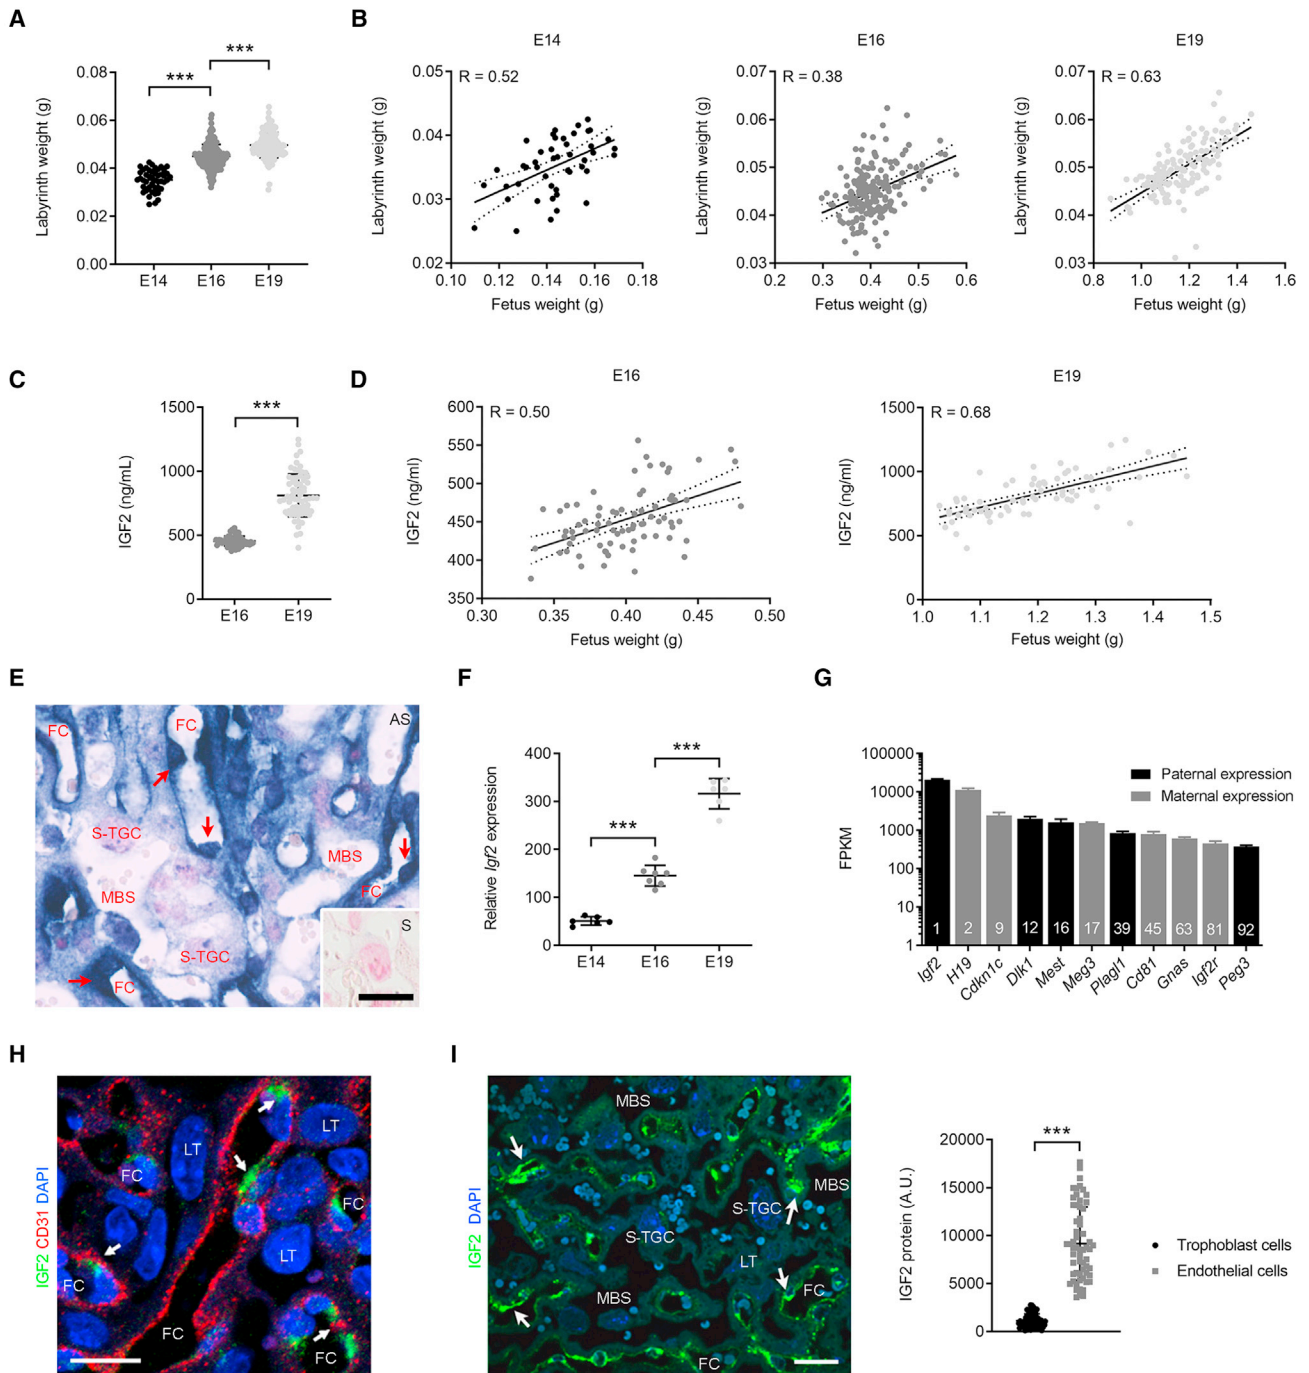 A
Labyrinth weight (g)
0.08
0.06
0.04
0.02
0.00
***
***
E14
E16
E19
B
E14
R = 0.52
Labyrinth weight (g)
0.05
0.04
0.03
0.02
0.10
0.12
0.14
0.16
0.18
Fetus weight (g)
E16
R = 0.38
Labyrinth weight (g)
0.07
0.06
0.05
0.04
0.03
0.2
0.3
0.4
0.5
0.6
Fetus weight (g)
E19
R = 0.63
Labyrinth weight (g)
0.07
0.06
0.05
0.04
0.03
0.8
1.0
1.2
1.4
1.6
Fetus weight (g)
C
IGF2 (ng/mL)
1500
1000
500
0
***
E16
E19
D
E16
R = 0.50
IGF2 (ng/ml)
600
550
500
450
400
350
0.30
0.35
0.40
0.45
0.50
Fetus weight (g)
E19
R = 0.68
IGF2 (ng/ml)
1500
1000
500
0
1.0
1.1
1.2
1.3
1.4
1.5
Fetus weight (g)
E
FC
FC
AS
S-TGC
MBS
MBS
FC
S-TGC
FC
S
F
Relative Igf2 expression
400
300
200
100
0
***
***
E14
E16
E19
G
FPKM
100000
10000
1000
100
10
1
Paternal expression
Maternal expression
1
2
9
12
16
17
39
45
63
81
92
Igf2
H19
Cdkn1c
Dlk1
Mest
Meg3
Plagl1
Cd81
Gnas
Igf2r
Peg3
H
IGF2 CD31 DAPI
LT
LT
FC
FC
LT
FC
FC
FC
I
IGF2 DAPI
MBS
MBS
S-TGC
S-TGC
LT
MBS
FC
FC
IGF2 protein (A.U.)
20000
15000
10000
5000
0
***
Trophoblast cells
Endothelial cells